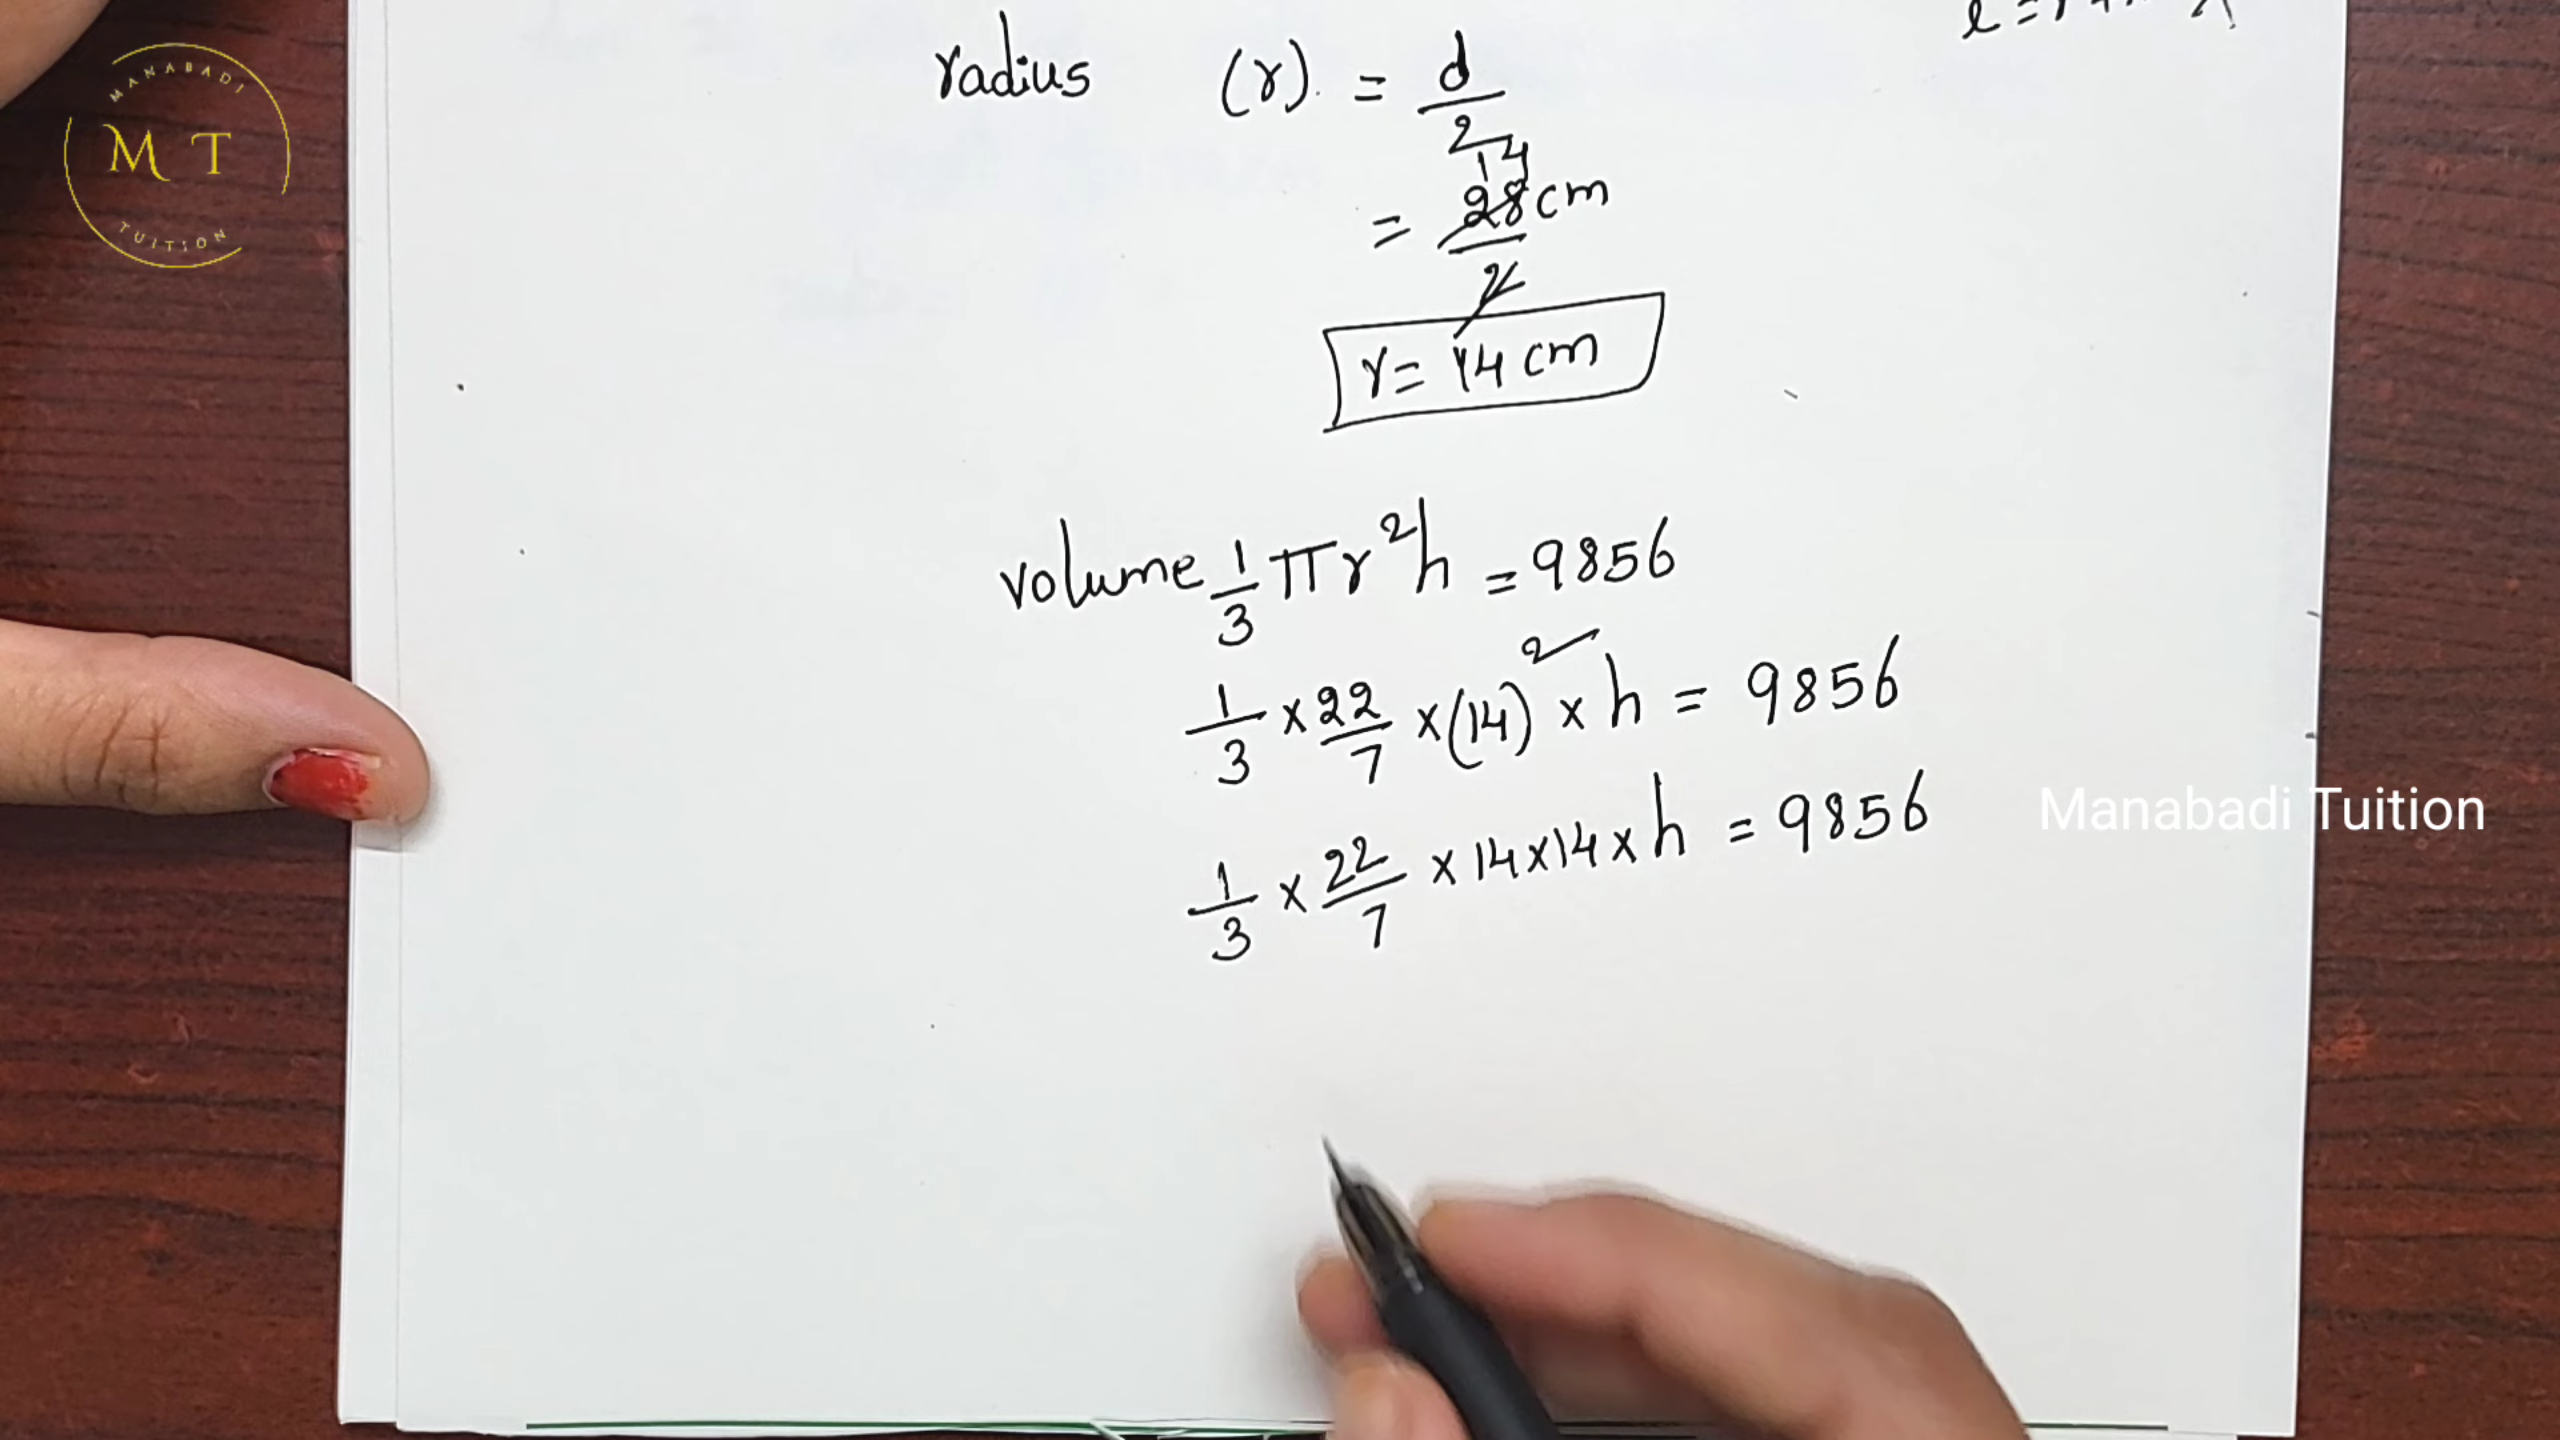 MANABADI
M T
TUITION
radius (r). = d/2
14
= 28/2 cm
r = 14 cm
volume 1/3 πr²h = 9856
1/3 × 22/7 × (14)² × h = 9856
1/3 × 22/7 × 14 × 14 × h = 9856
Manabadi Tuition